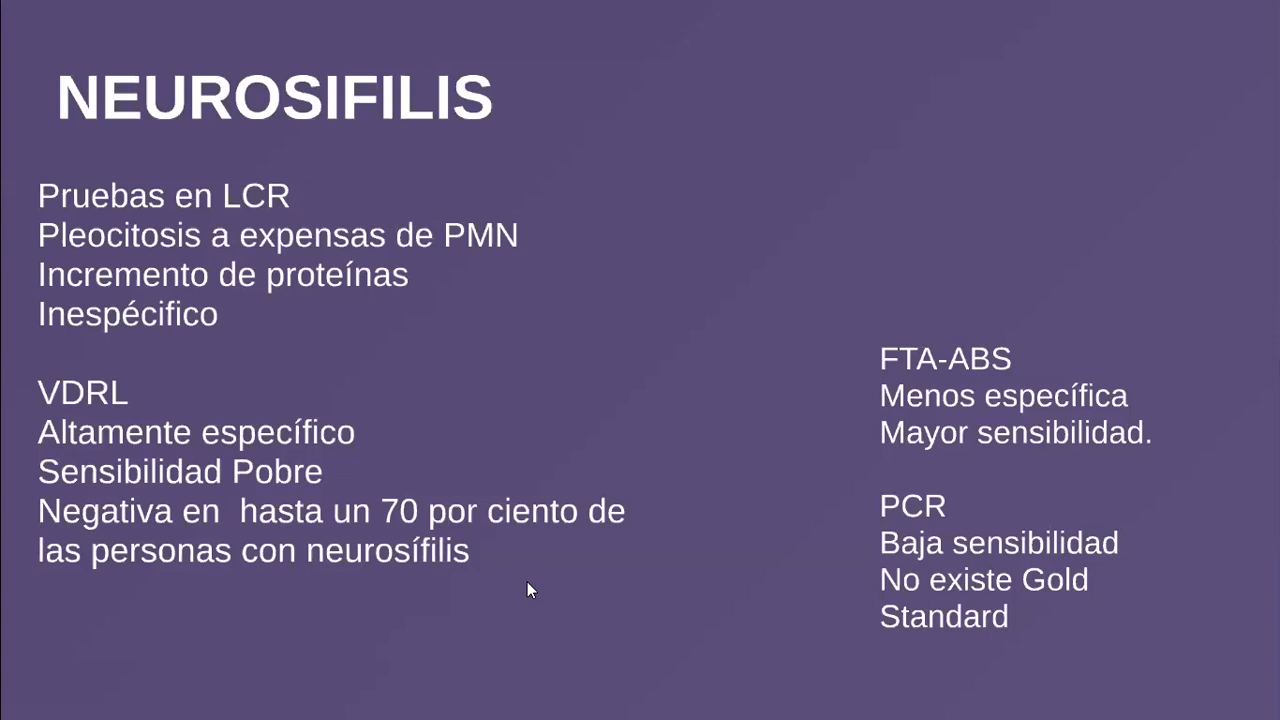 NEUROSIFILIS
Pruebas en LCR
Pleocitosis a expensas de PMN
Incremento de proteínas
Inespécifico
VDRL
Altamente específico
Sensibilidad Pobre
Negativa en  hasta un 70 por ciento de
las personas con neurosífilis
FTA-ABS
Menos específica
Mayor sensibilidad.
PCR
Baja sensibilidad
No existe Gold
Standard